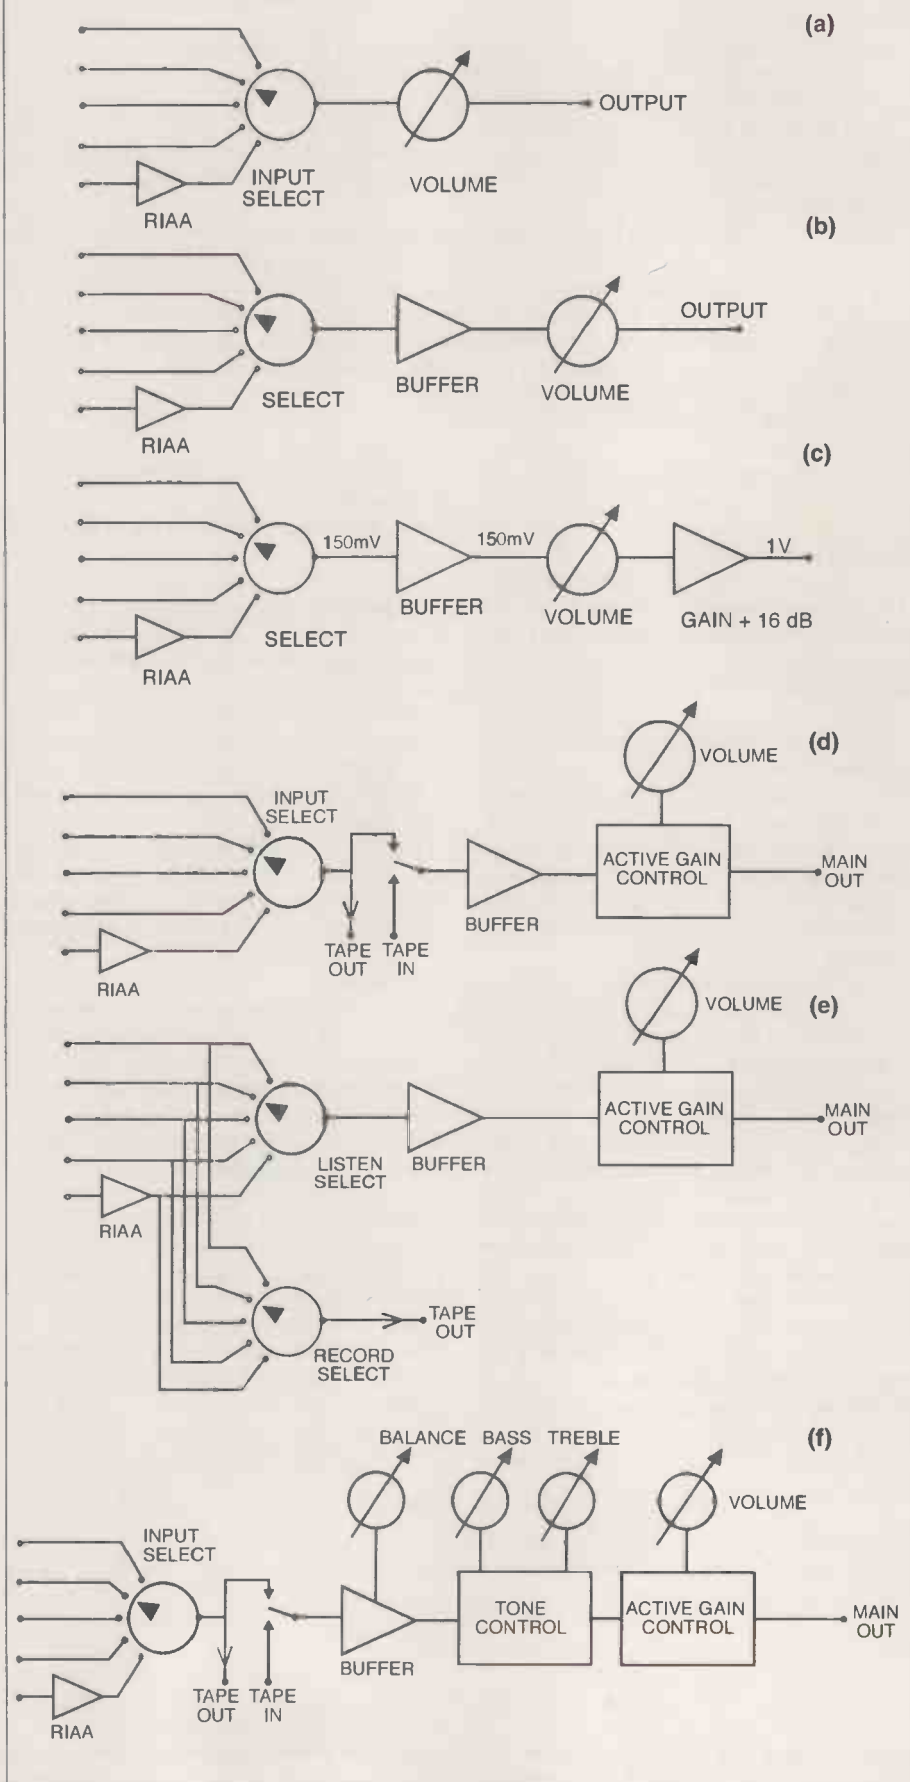 (a)
OUTPUT
INPUT
SELECT
VOLUME
RIAA
(b)
OUTPUT
SELECT
BUFFER
VOLUME
RIAA
(c)
150mV
150mV
1V
BUFFER
VOLUME
GAIN + 16 dB
SELECT
RIAA
(d)
VOLUME
INPUT
SELECT
ACTIVE GAIN
CONTROL
MAIN
OUT
BUFFER
TAPE
OUT
TAPE
IN
RIAA
(e)
VOLUME
ACTIVE GAIN
CONTROL
MAIN
OUT
LISTEN
SELECT
BUFFER
RIAA
TAPE
OUT
RECORD
SELECT
(f)
BALANCE
BASS
TREBLE
VOLUME
INPUT
SELECT
TONE
CONTROL
ACTIVE GAIN
CONTROL
MAIN
OUT
BUFFER
TAPE
OUT
TAPE
IN
RIAA